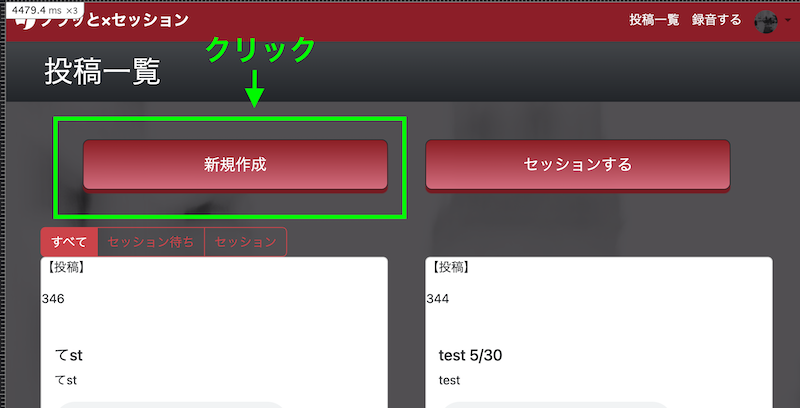 4479.4 ms ×3
フラッと×セッション
投稿一覧 録音する
クリック
投稿一覧
新規作成
セッションする
すべて セッション待ち セッション
【投稿】
346
てst
てst
【投稿】
344
test 5/30
test